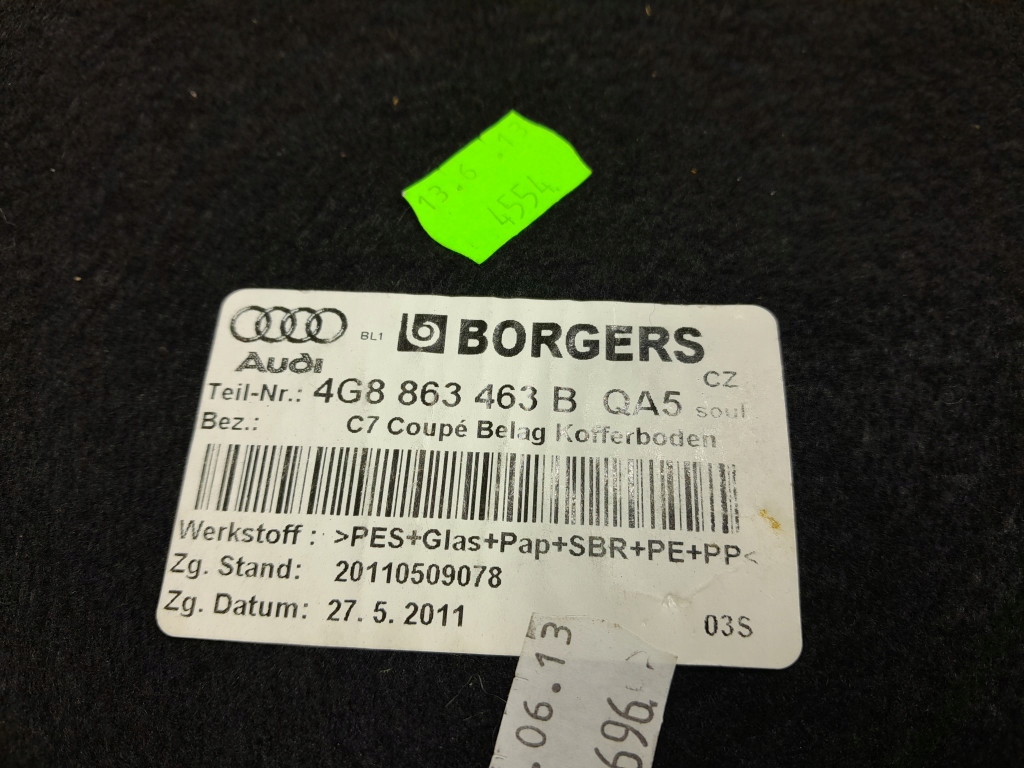 13.6.13
4554
Audi
BL1 BORGERS
CZ
Teil-Nr.: 4G8 863 463 B QA5 soul
Bez.: C7 Coupé Belag Kofferboden
Werkstoff : >PES+Glas+Pap+SBR+PE+PP<
Zg. Stand: 20110509078
Zg. Datum: 27. 5. 2011
03S
.06.13